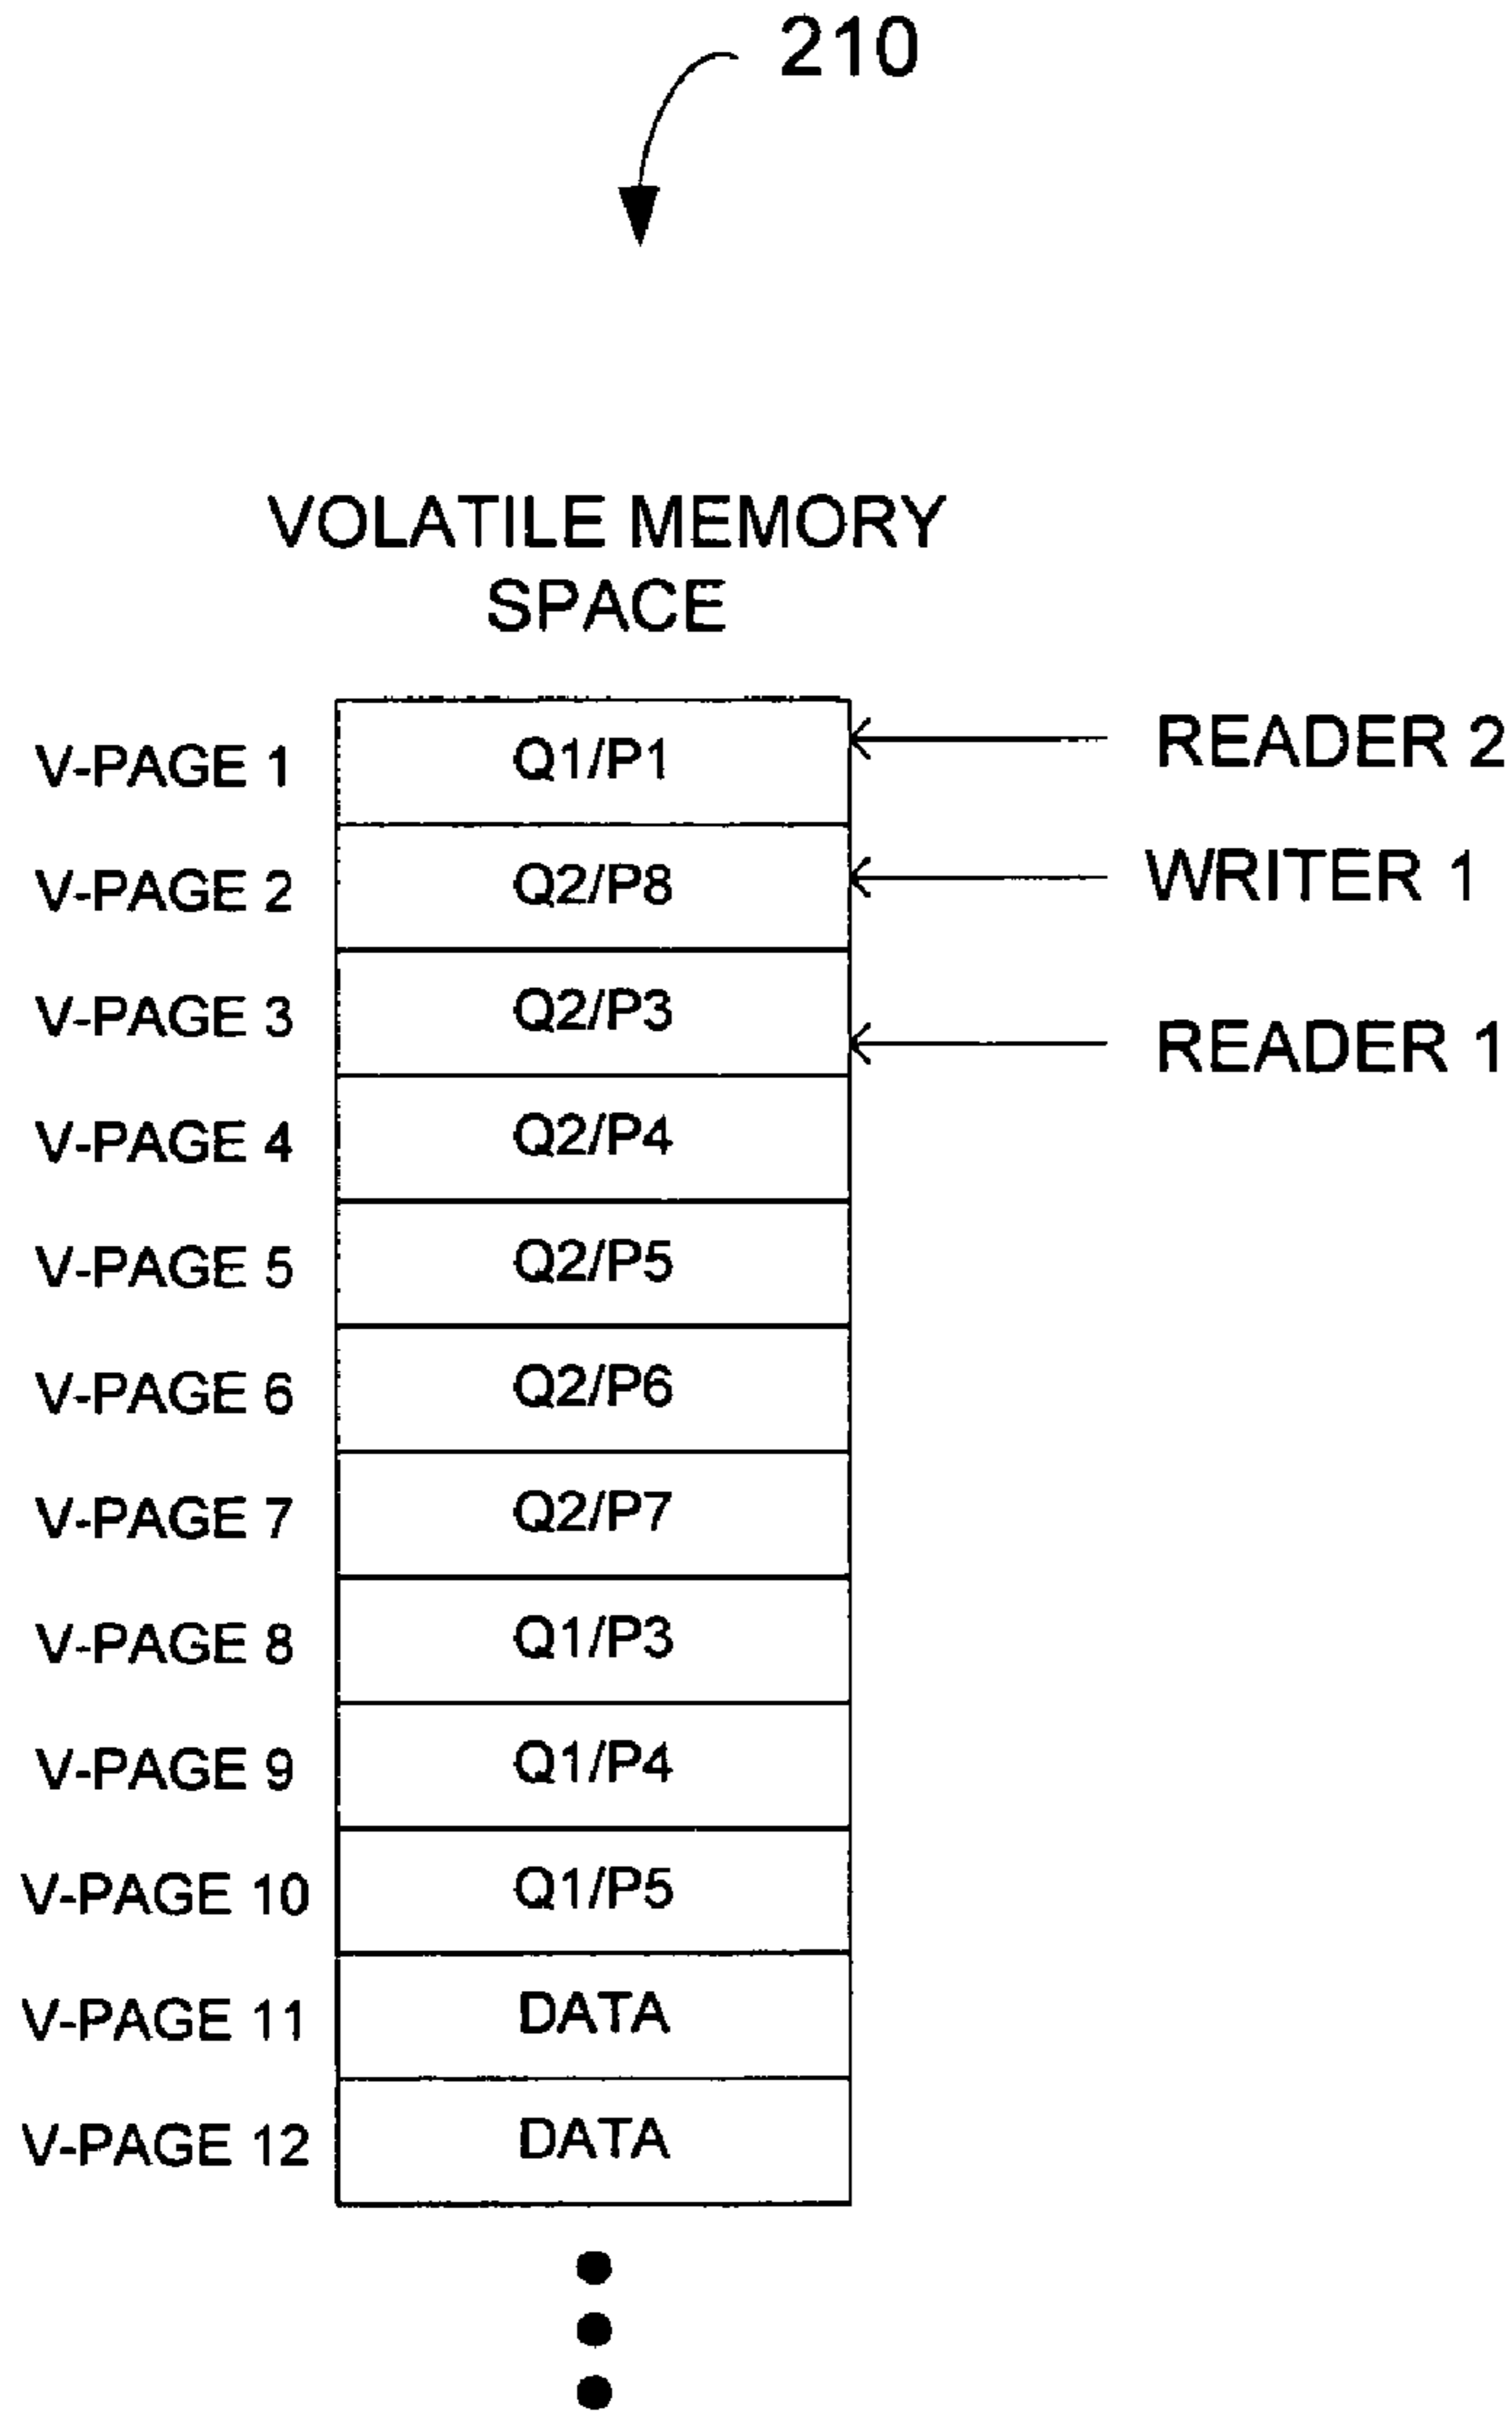 210
VOLATILE MEMORY
SPACE
V-PAGE 1 Q1/P1 READER 2
V-PAGE 2 Q2/P8 WRITER 1
V-PAGE 3 Q2/P3 READER 1
V-PAGE 4 Q2/P4
V-PAGE 5 Q2/P5
V-PAGE 6 Q2/P6
V-PAGE 7 Q2/P7
V-PAGE 8 Q1/P3
V-PAGE 9 Q1/P4
V-PAGE 10 Q1/P5
V-PAGE 11 DATA
V-PAGE 12 DATA